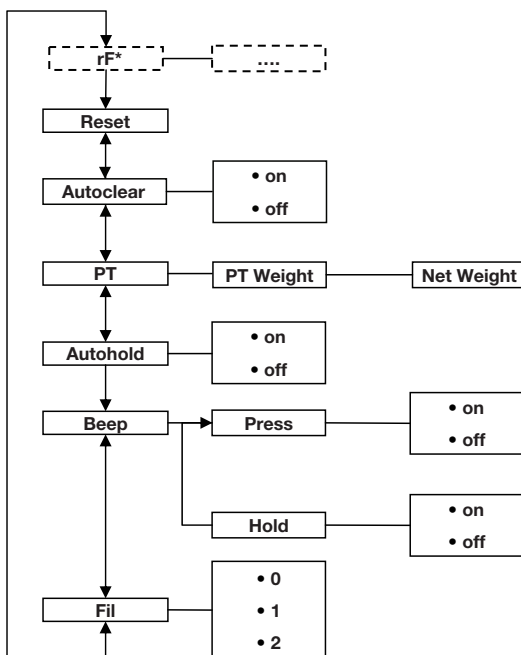 rF*
....
Reset
Autoclear
• on
• off
PT
PT Weight
Net Weight
Autohold
• on
• off
Beep
Press
• on
• off
Hold
• on
• off
Fil
• 0
• 1
• 2